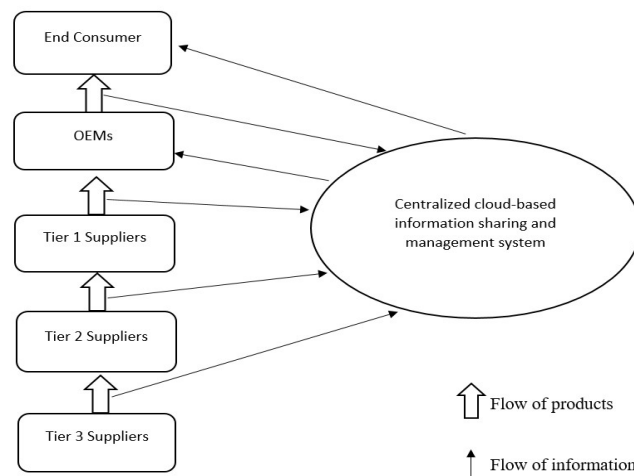 End Consumer
OEMs
Tier 1 Suppliers
Tier 2 Suppliers
Tier 3 Suppliers
Centralized cloud-based
information sharing and
management system
Flow of products
Flow of information